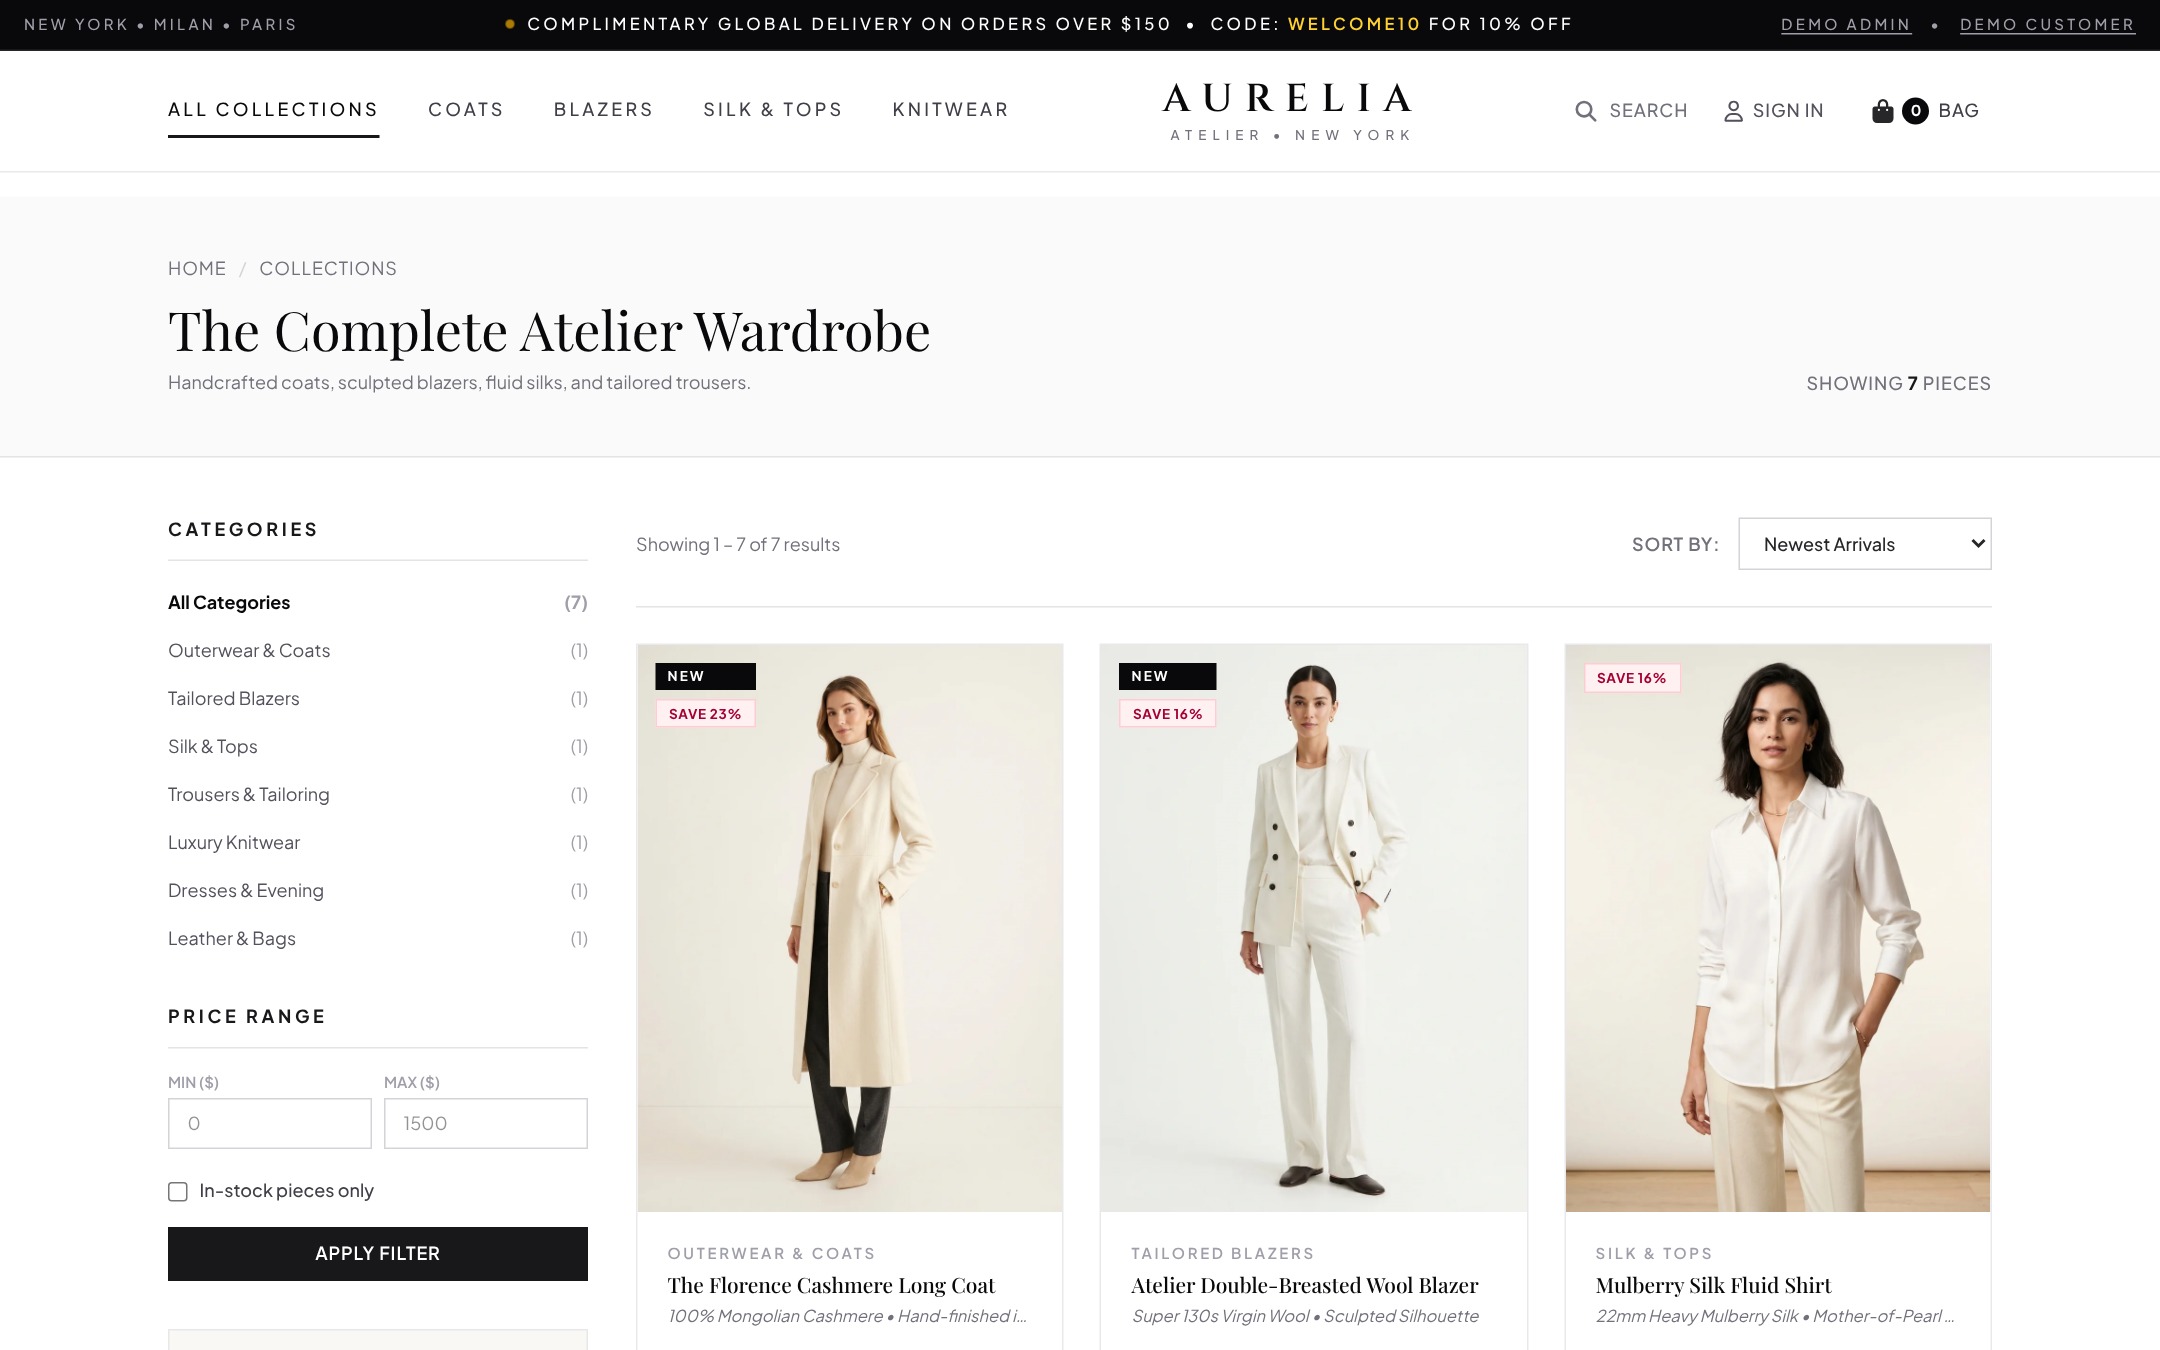 NEW YORK • MILAN • PARIS
COMPLIMENTARY GLOBAL DELIVERY ON ORDERS OVER $150 • CODE: WELCOME10 FOR 10% OFF
DEMO ADMIN • DEMO CUSTOMER
ALL COLLECTIONS COATS BLAZERS SILK & TOPS KNITWEAR
AURELIA
ATELIER • NEW YORK
SEARCH SIGN IN 0 BAG
HOME / COLLECTIONS
The Complete Atelier Wardrobe
Handcrafted coats, sculpted blazers, fluid silks, and tailored trousers.
SHOWING 7 PIECES
CATEGORIES
All Categories (7)
Outerwear & Coats (1)
Tailored Blazers (1)
Silk & Tops (1)
Trousers & Tailoring (1)
Luxury Knitwear (1)
Dresses & Evening (1)
Leather & Bags (1)
PRICE RANGE
MIN ($) MAX ($)
0 1500
In-stock pieces only
APPLY FILTER
Showing 1 – 7 of 7 results
SORT BY: Newest Arrivals
NEW
SAVE 23%
OUTERWEAR & COATS
The Florence Cashmere Long Coat
100% Mongolian Cashmere • Hand-finished i...
NEW
SAVE 16%
TAILORED BLAZERS
Atelier Double-Breasted Wool Blazer
Super 130s Virgin Wool • Sculpted Silhouette
SAVE 16%
SILK & TOPS
Mulberry Silk Fluid Shirt
22mm Heavy Mulberry Silk • Mother-of-Pearl ...